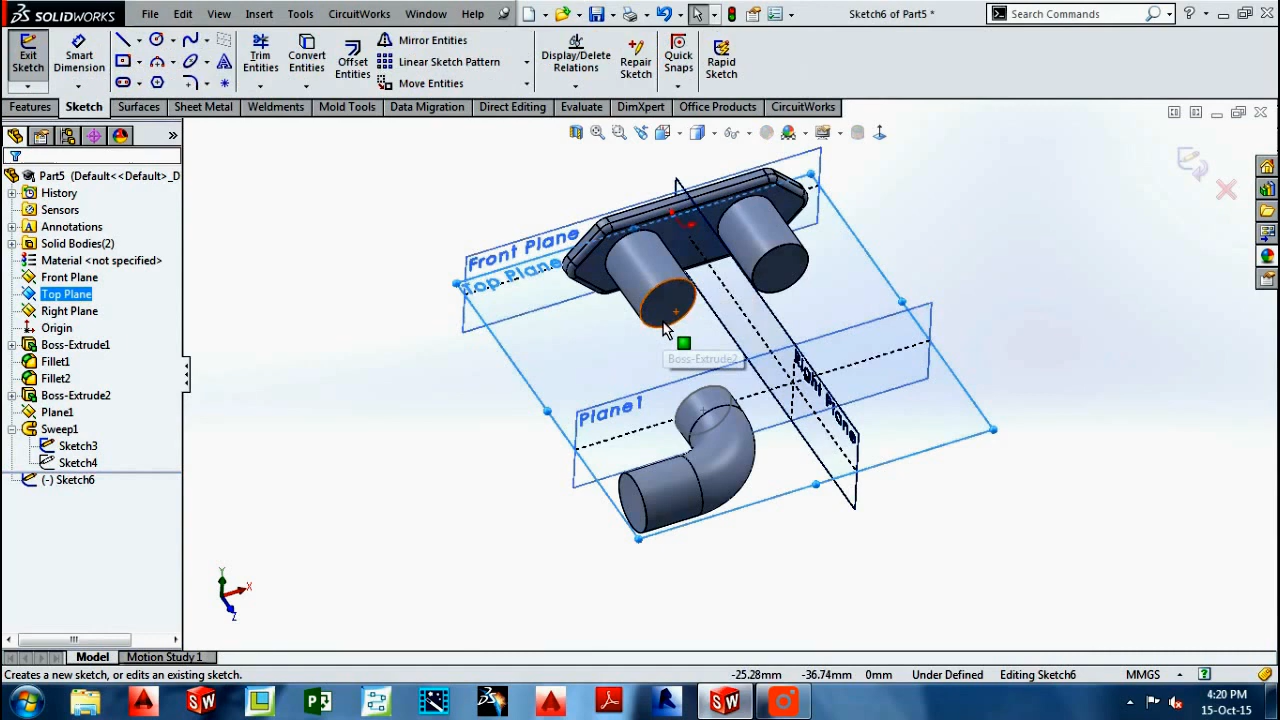 SOLIDWORKS File Edit View Insert Tools CircuitWorks Window Help Sketch6 of Part5 * Search Commands
Exit Sketch
Smart Dimension
Trim Entities
Convert Entities
Offset Entities
Mirror Entities
Linear Sketch Pattern
Move Entities
Display/Delete Relations
Repair Sketch
Quick Snaps
Rapid Sketch
Features Sketch Surfaces Sheet Metal Weldments Mold Tools Data Migration Direct Editing Evaluate DimXpert Office Products CircuitWorks
Part5 (Default<<Default>_D
History
Sensors
Annotations
Solid Bodies(2)
Material <not specified>
Front Plane
Top Plane
Right Plane
Origin
Boss-Extrude1
Fillet1
Fillet2
Boss-Extrude2
Plane1
Sweep1
Sketch3
Sketch4
(-) Sketch6
Front Plane
Top Plane
Boss-Extrude2
Right Plane
Plane1
Y
X
Z
Model Motion Study 1
Creates a new sketch, or edits an existing sketch. -25.28mm -36.74mm 0mm Under Defined Editing Sketch6 MMGS
4:20 PM
15-Oct-15